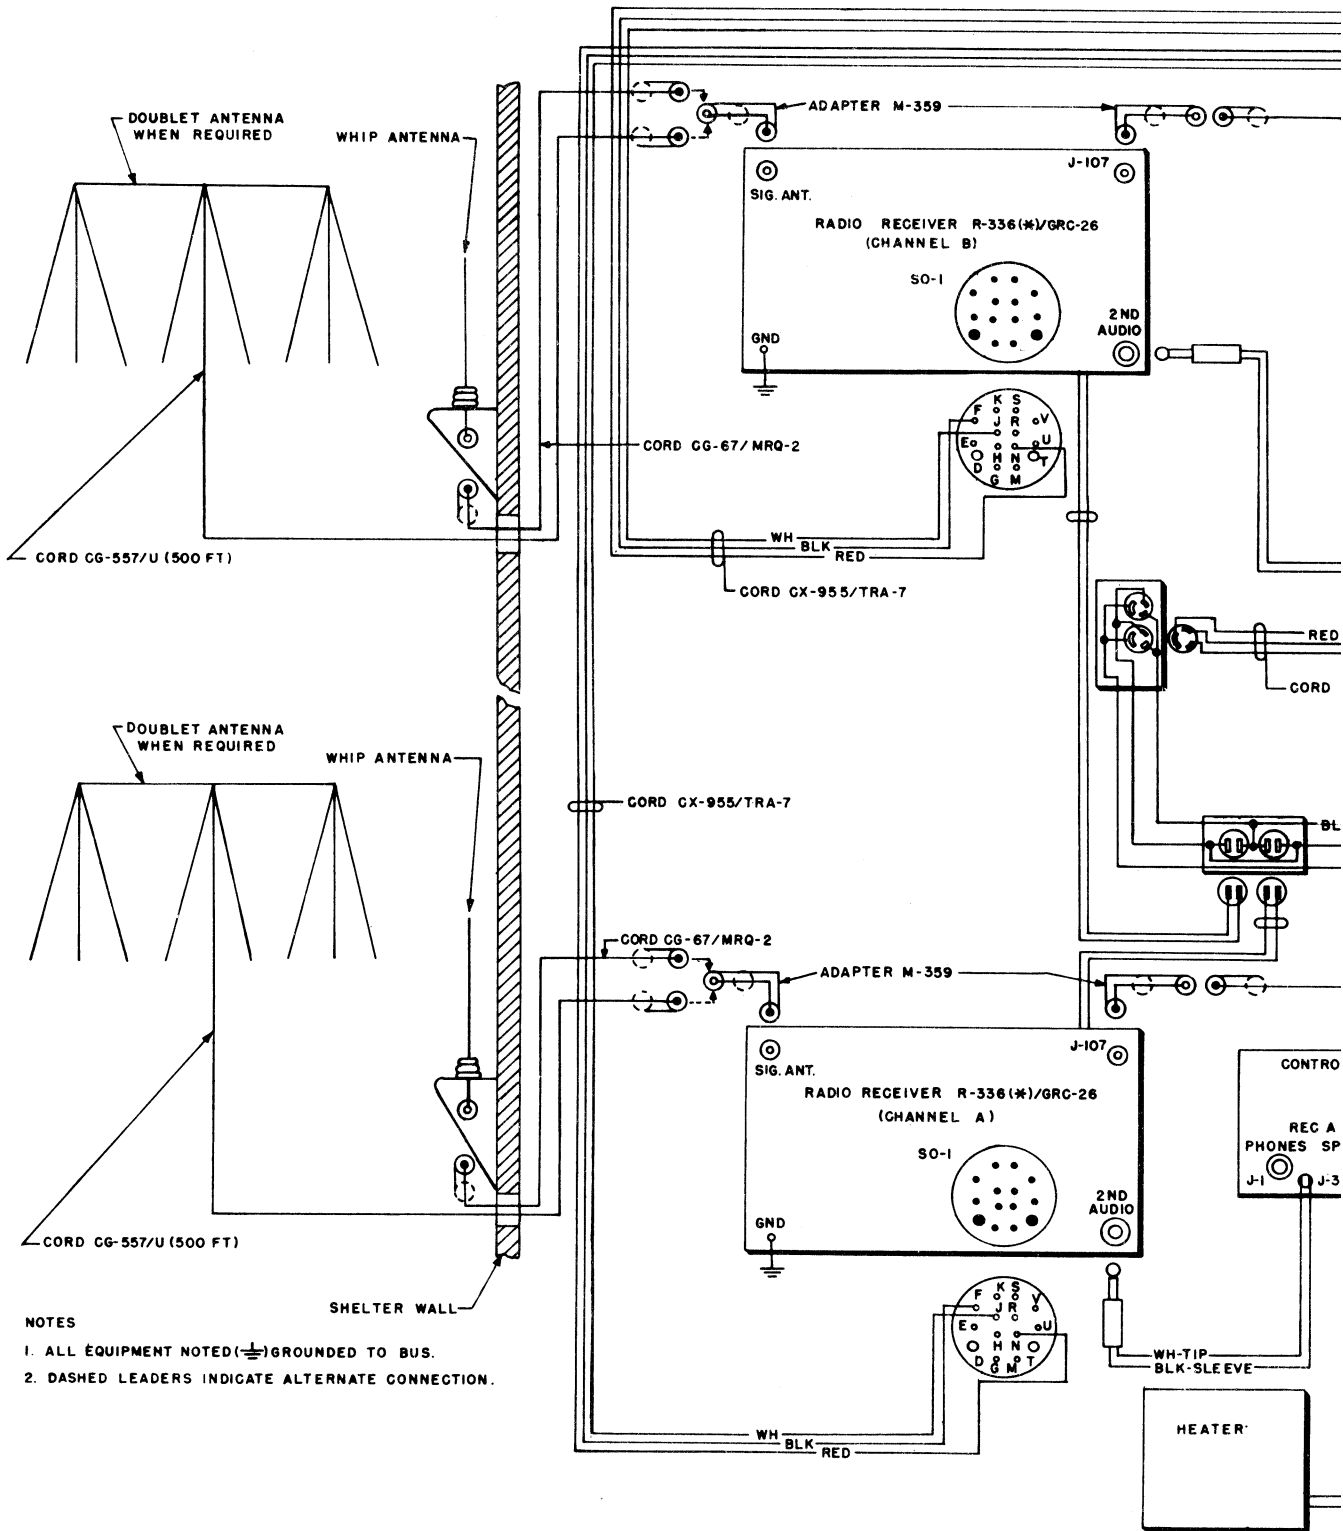 DOUBLET ANTENNA
WHEN REQUIRED
WHIP ANTENNA
ADAPTER M-359
J-107
SIG. ANT.
RADIO RECEIVER R-336(*)/GRC-26
(CHANNEL B)
SO-1
2ND
AUDIO
GND
K S
F J R V
E U
H N
D T
G M
CORD CG-67/MRQ-2
CORD CG-557/U (500 FT)
WH
BLK
RED
CORD CX-955/TRA-7
RED
CORD
DOUBLET ANTENNA
WHEN REQUIRED
WHIP ANTENNA
CORD CX-955/TRA-7
BL
CORD CG-67/MRQ-2
ADAPTER M-359
J-107
SIG. ANT.
RADIO RECEIVER R-336(*)/GRC-26
(CHANNEL A)
SO-1
2ND
AUDIO
GND
CONTRO
REC A
PHONES SP
J-1 J-3
CORD CG-557/U (500 FT)
SHELTER WALL
K S
F J R V
E U
H N
D G M T
WH-TIP
BLK-SLEEVE
NOTES
1. ALL EQUIPMENT NOTED (⏚) GROUNDED TO BUS.
2. DASHED LEADERS INDICATE ALTERNATE CONNECTION.
HEATER
WH
BLK
RED